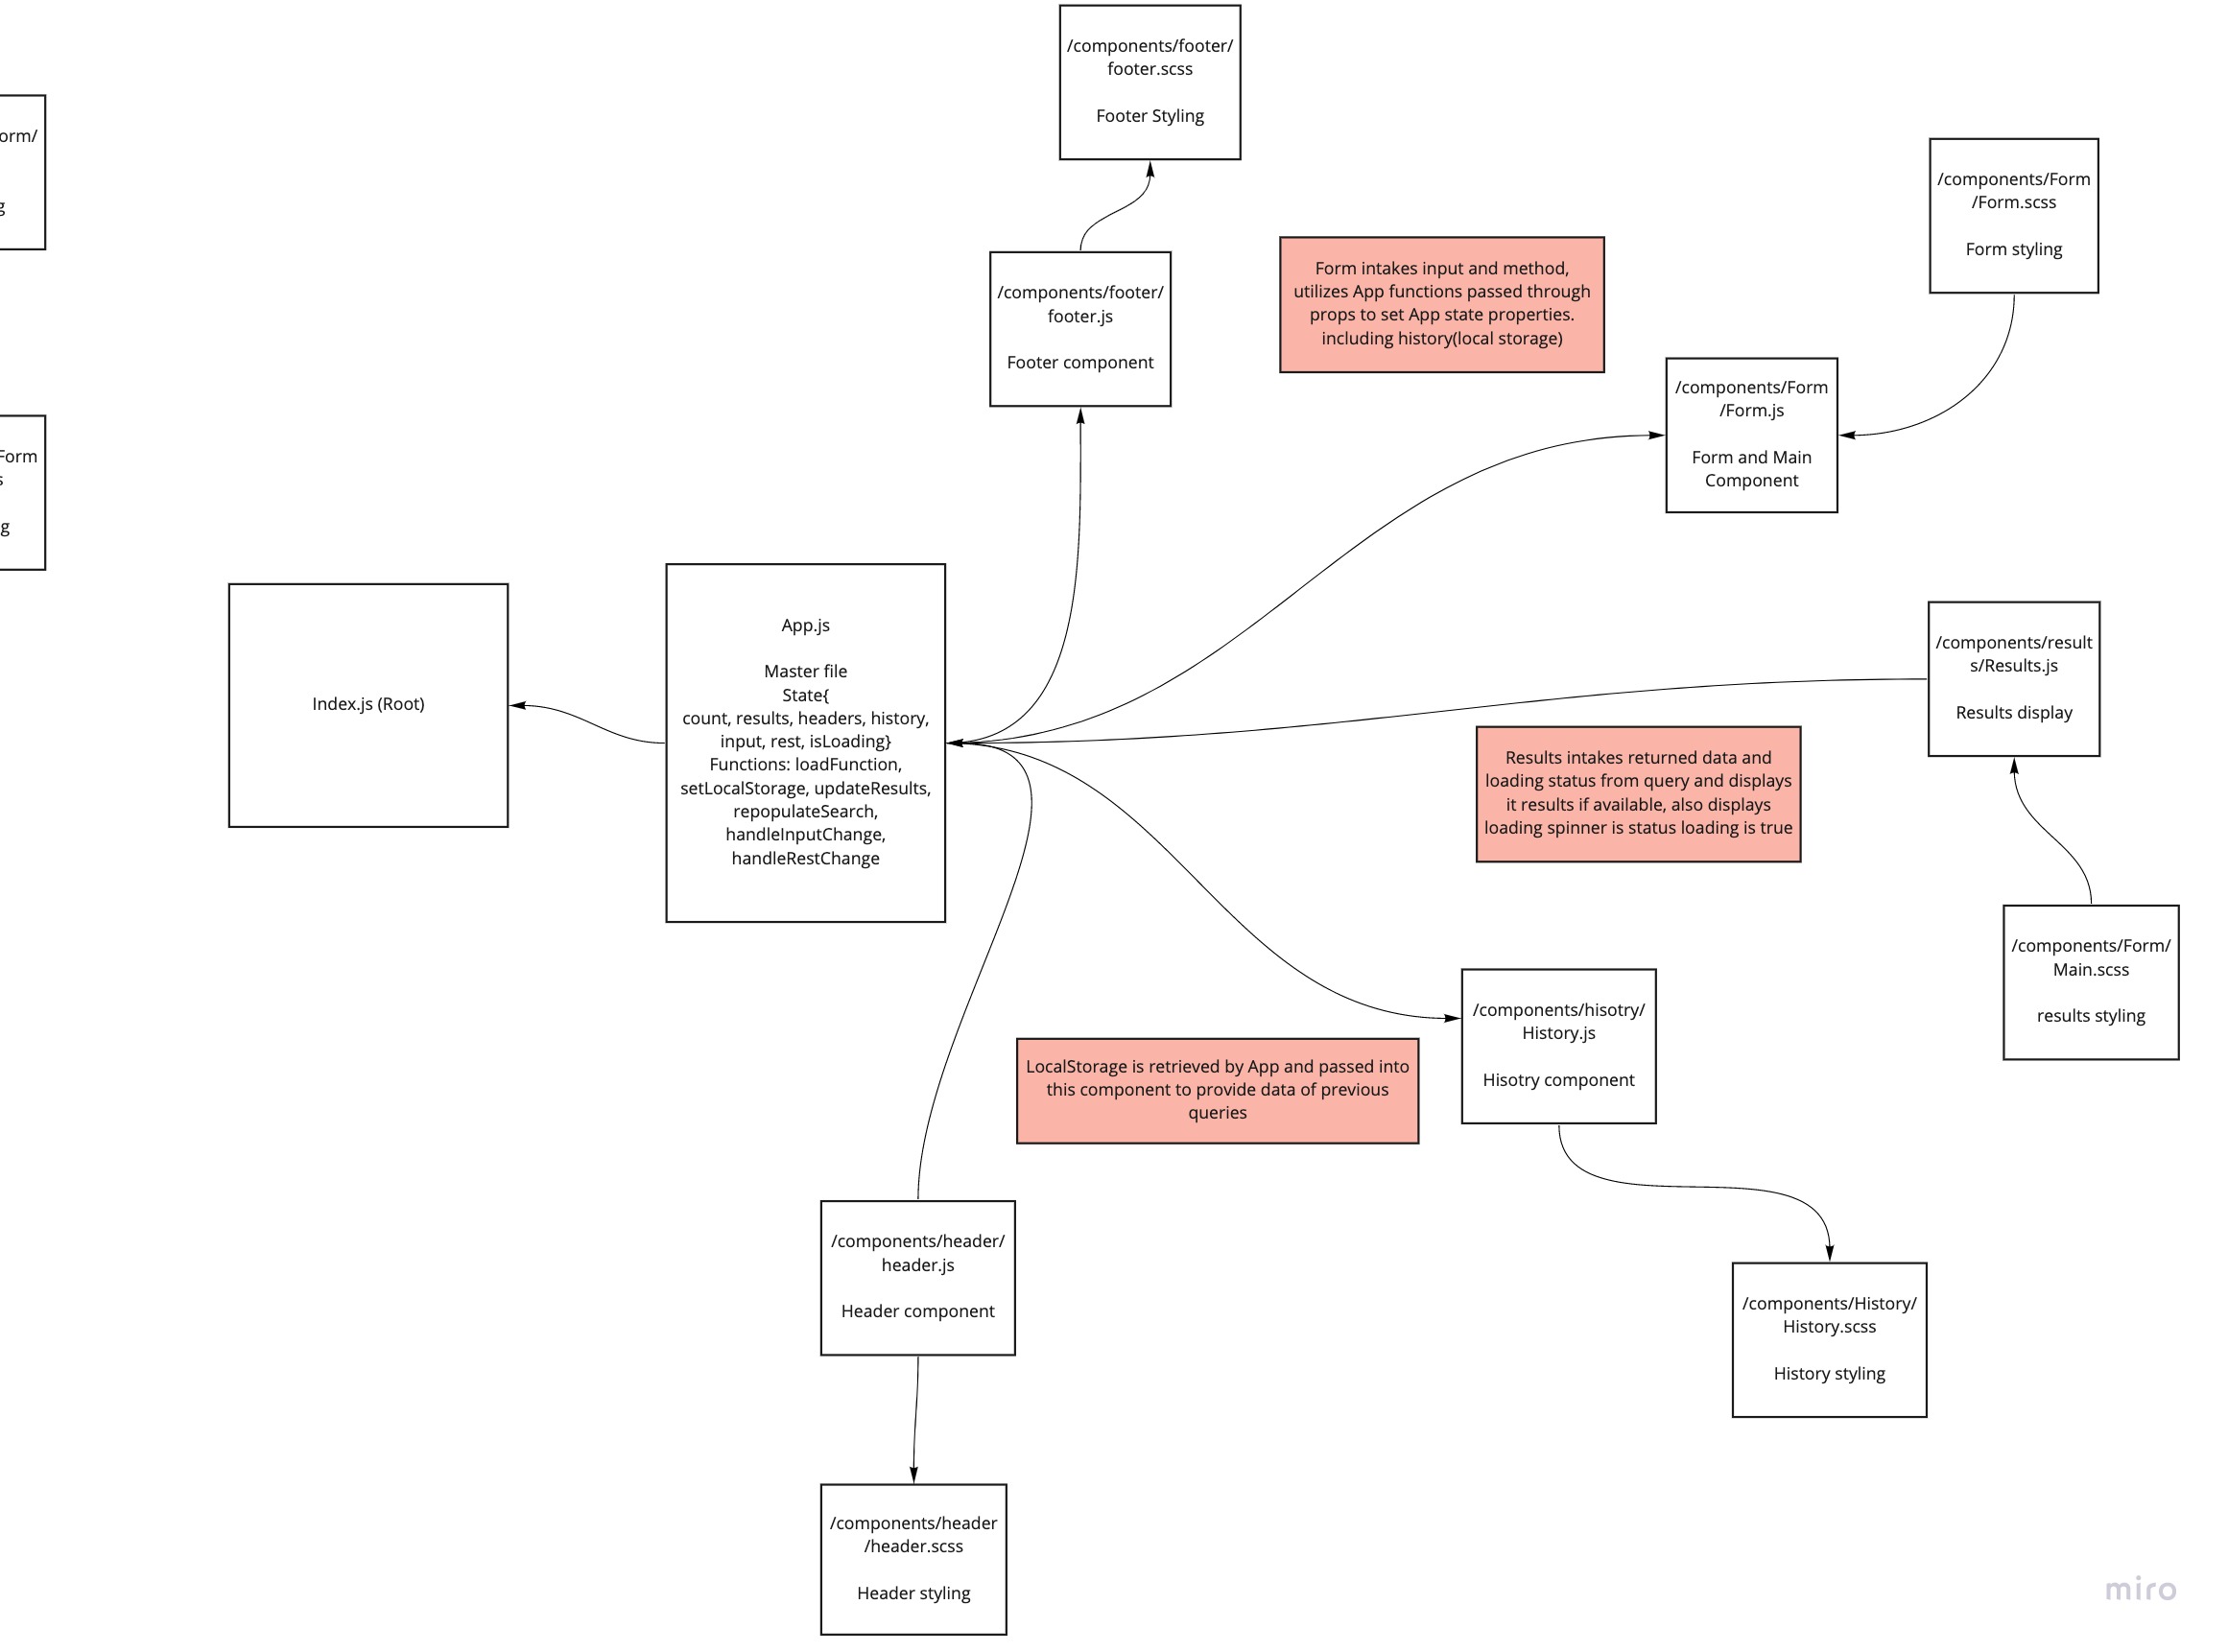 /components/footer/
footer.scss
Footer Styling
orm/
g
/components/Form
/Form.scss
Form styling
/components/footer/
footer.js
Footer component
Form intakes input and method,
utilizes App functions passed through
props to set App state properties.
including history(local storage)
/components/Form
/Form.js
Form and Main
Component
Form
s
g
Index.js (Root)
App.js
Master file
State{
count, results, headers, history,
input, rest, isLoading}
Functions: loadFunction,
setLocalStorage, updateResults,
repopulateSearch,
handleInputChange,
handleRestChange
/components/result
s/Results.js
Results display
Results intakes returned data and
loading status from query and displays
it results if available, also displays
loading spinner is status loading is true
/components/Form/
Main.scss
results styling
/components/hisotry/
History.js
Hisotry component
LocalStorage is retrieved by App and passed into
this component to provide data of previous
queries
/components/header/
header.js
Header component
/components/History/
History.scss
History styling
/components/header
/header.scss
Header styling
miro